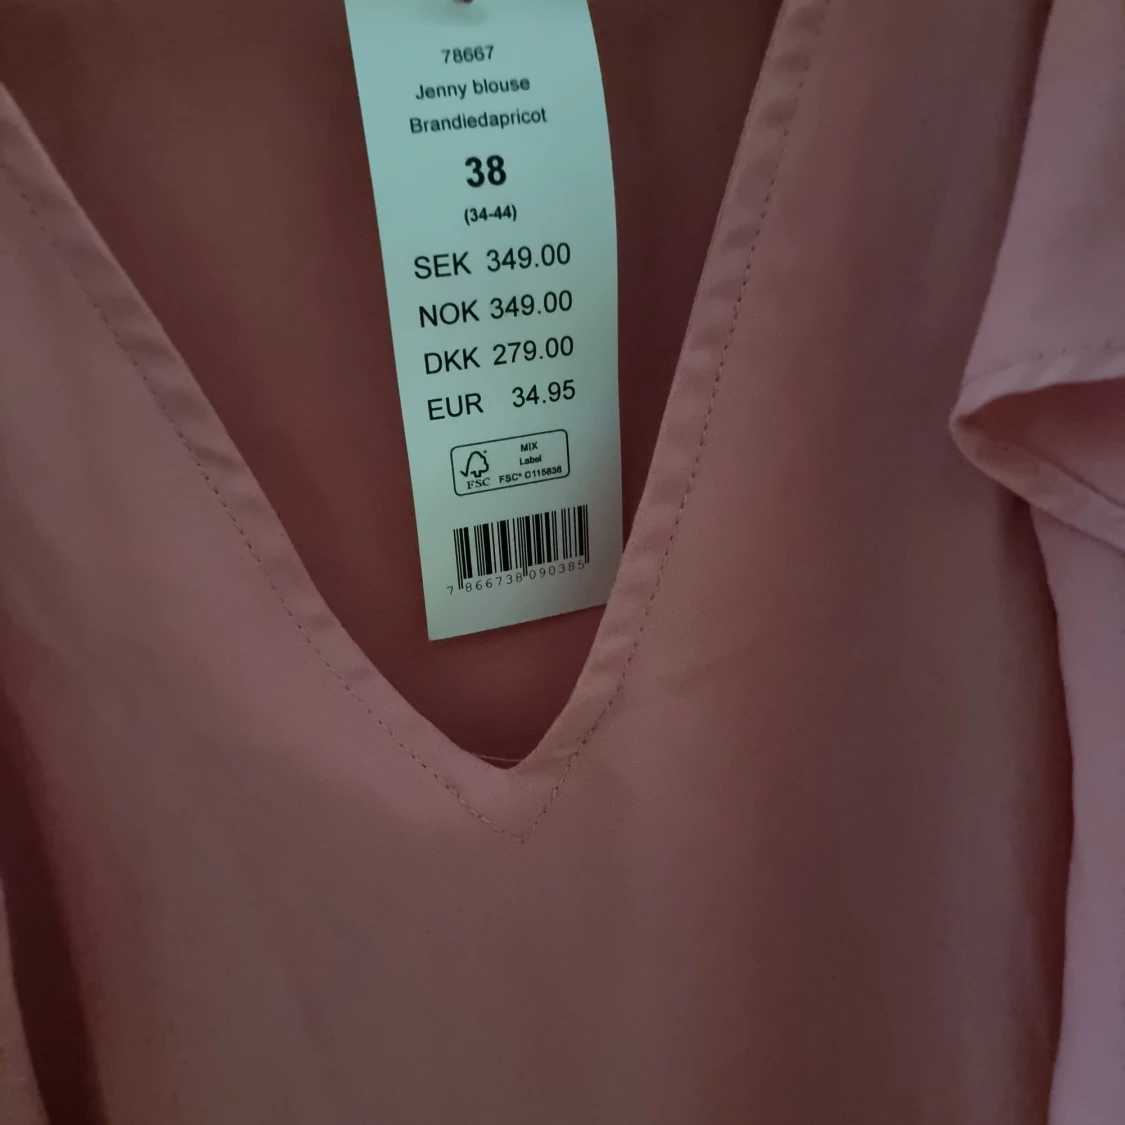 78667
Jenny blouse
Brandiedapricot
38
(34-44)
SEK 349.00
NOK 349.00
DKK 279.00
EUR 34.95
MIX
Label
FSC FSC® C115636
7 866738 090385